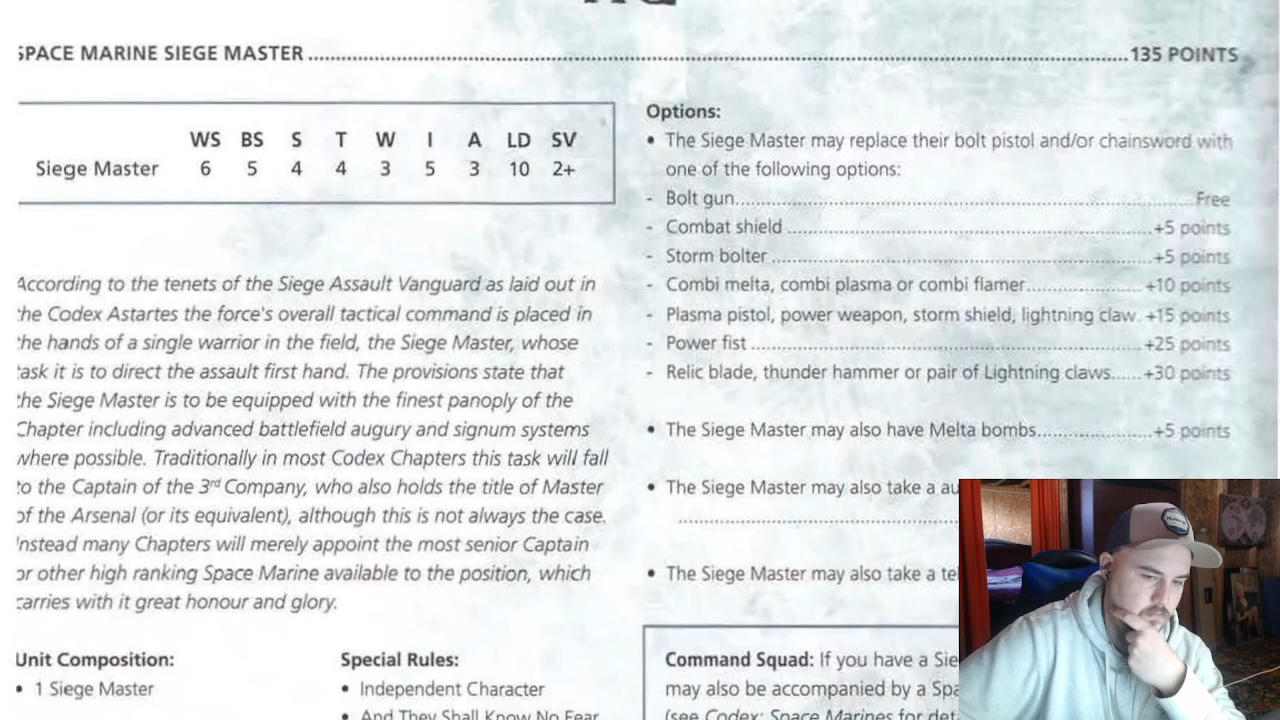 SPACE MARINE SIEGE MASTER ........ 135 POINTS
WS BS S T W I A LD SV
Siege Master 6 5 4 4 3 5 3 10 2+
According to the tenets of the Siege Assault Vanguard as laid out in
the Codex Astartes the force's overall tactical command is placed in
the hands of a single warrior in the field, the Siege Master, whose
task it is to direct the assault first hand. The provisions state that
the Siege Master is to be equipped with the finest panoply of the
Chapter including advanced battlefield augury and signum systems
where possible. Traditionally in most Codex Chapters this task will fall
to the Captain of the 3rd Company, who also holds the title of Master
of the Arsenal (or its equivalent), although this is not always the case.
Instead many Chapters will merely appoint the most senior Captain
or other high ranking Space Marine available to the position, which
carries with it great honour and glory.
Unit Composition:
• 1 Siege Master
Special Rules:
• Independent Character
• And They Shall Know No Fear
Options:
• The Siege Master may replace their bolt pistol and/or chainsword with
one of the following options:
- Bolt gun........ Free
- Combat shield ........ +5 points
- Storm bolter ........ +5 points
- Combi melta, combi plasma or combi flamer........ +10 points
- Plasma pistol, power weapon, storm shield, lightning claw. +15 points
- Power fist ........ +25 points
- Relic blade, thunder hammer or pair of Lightning claws...... +30 points
• The Siege Master may also have Melta bombs........ +5 points
• The Siege Master may also take a
• The Siege Master may also take a
Command Squad: If you have a
may also be accompanied by a
(see Codex: Space Marines for